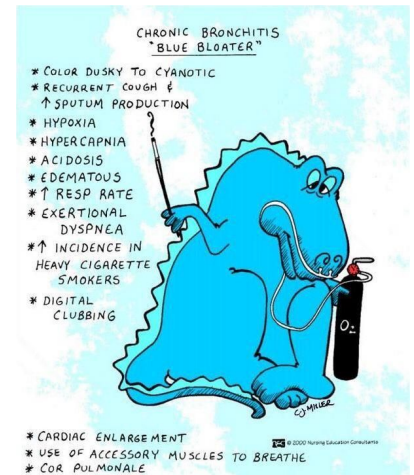 CHRONIC BRONCHITIS
"BLUE BLOATER"
* COLOR DUSKY TO CYANOTIC
* RECURRENT COUGH &
↑ SPUTUM PRODUCTION
* HYPOXIA
* HYPERCAPNIA
* ACIDOSIS
* EDEMATOUS
* ↑ RESP RATE
* EXERTIONAL
DYSPNEA
* ↑ INCIDENCE IN
HEAVY CIGARETTE
SMOKERS
* DIGITAL
CLUBBING
O₂
C.J. MILLER
* CARDIAC ENLARGEMENT
© 2000 Nursing Education Consultants
* USE OF ACCESSORY MUSCLES TO BREATHE
* COR PULMONALE